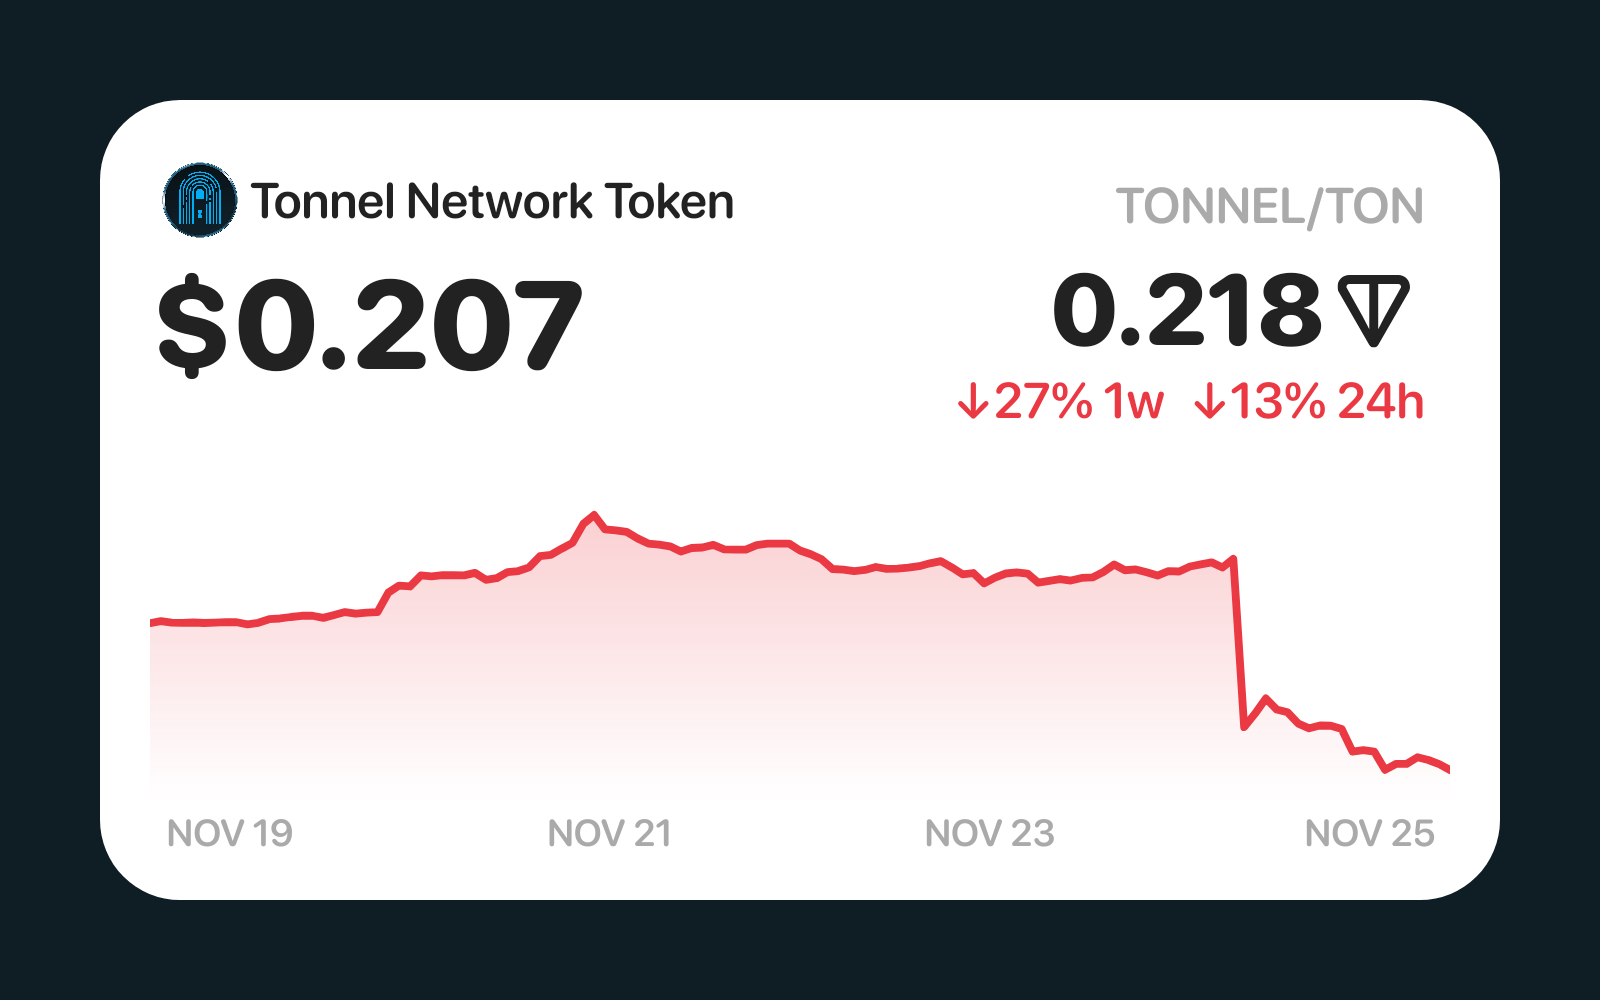 Tonnel Network Token
TONNEL/TON
$0.207
0.218
↓27% 1w ↓13% 24h
NOV 19 NOV 21 NOV 23 NOV 25